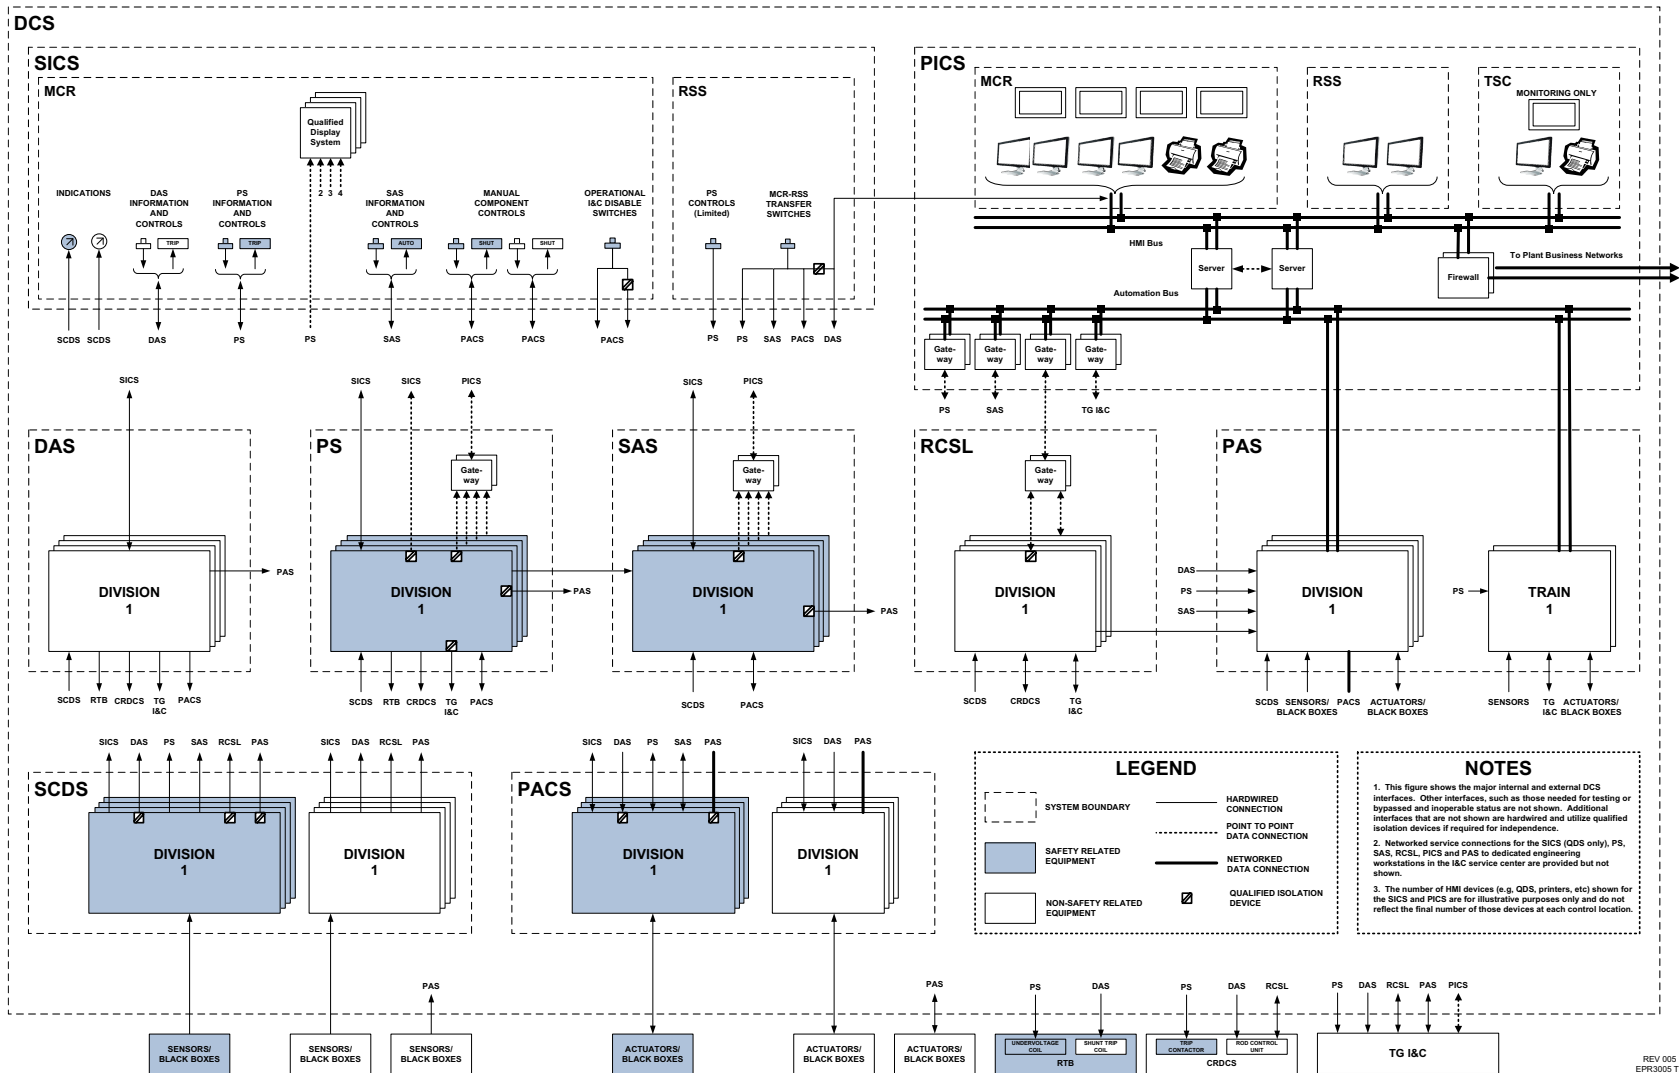 DCS
SICS
MCR
Qualified
Display
System
2 3 4
INDICATIONS
DAS
INFORMATION
AND
CONTROLS
TRIP
PS
INFORMATION
AND
CONTROLS
TRIP
SAS
INFORMATION
AND
CONTROLS
AUTO
MANUAL
COMPONENT
CONTROLS
SHUT
SHUT
OPERATIONAL
I&C DISABLE
SWITCHES
RSS
PS
CONTROLS
(Limited)
MCR-RSS
TRANSFER
SWITCHES
SCDS SCDS DAS PS PS SAS PACS PACS PACS PS PS SAS PACS DAS
PICS
MCR
RSS
TSC
MONITORING ONLY
HMI Bus
Server
Server
Firewall
To Plant Business Networks
Automation Bus
Gate-
way
Gate-
way
Gate-
way
Gate-
way
PS SAS TG I&C
SICS
DAS
DIVISION
1
PAS
SCDS RTB CRDCS TG
I&C PACS
SICS SICS PICS
PS
Gate-
way
DIVISION
1
PAS
SCDS RTB CRDCS TG
I&C PACS
SICS PICS
SAS
Gate-
way
DIVISION
1
PAS
SCDS PACS
RCSL
Gate-
way
DIVISION
1
SCDS CRDCS TG
I&C
PAS
DAS
PS
SAS
DIVISION
1
SCDS SENSORS/
BLACK BOXES PACS ACTUATORS/
BLACK BOXES
PS
TRAIN
1
SENSORS TG
I&C ACTUATORS/
BLACK BOXES
SICS DAS PS SAS RCSL PAS SICS DAS RCSL PAS
SCDS
DIVISION
1
DIVISION
1
SICS DAS PS SAS PAS SICS DAS PAS
PACS
DIVISION
1
DIVISION
1
LEGEND
SYSTEM BOUNDARY
SAFETY RELATED
EQUIPMENT
NON-SAFETY RELATED
EQUIPMENT
HARDWIRED
CONNECTION
POINT TO POINT
DATA CONNECTION
NETWORKED
DATA CONNECTION
QUALIFIED ISOLATION
DEVICE
NOTES
1. This figure shows the major internal and external DCS
interfaces. Other interfaces, such as those needed for testing or
bypassed and inoperable status are not shown. Additional
interfaces that are not shown are hardwired and utilize qualified
isolation devices if required for independence.
2. Networked service connections for the SICS (QDS only), PS,
SAS, RCSL, PICS and PAS to dedicated engineering
workstations in the I&C service center are provided but not
shown.
3. The number of HMI devices (e.g, QDS, printers, etc) shown for
the SICS and PICS are for illustrative purposes only and do not
reflect the final number of those devices at each control location.
SENSORS/
BLACK BOXES
SENSORS/
BLACK BOXES
PAS
SENSORS/
BLACK BOXES
ACTUATORS/
BLACK BOXES
ACTUATORS/
BLACK BOXES
PAS
ACTUATORS/
BLACK BOXES
PS DAS
UNDERVOLTAGE
COIL
SHUNT TRIP
COIL
RTB
PS DAS RCSL
TRIP
CONTACTOR
ROD CONTROL
UNIT
CRDCS
PS DAS RCSL PAS PICS
TG I&C
REV 005
EPR3005 T